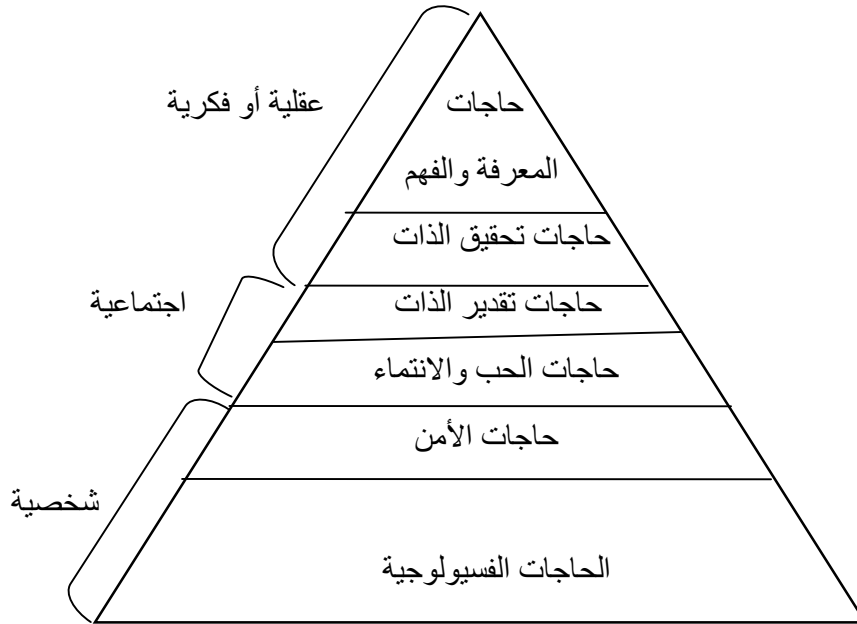 حاجات
عقلية أو فكرية
المعرفة والفهم
حاجات تحقيق الذات
حاجات تقدير الذات
اجتماعية
حاجات الحب والانتماء
حاجات الأمن
شخصية
الحاجات الفسيولوجية